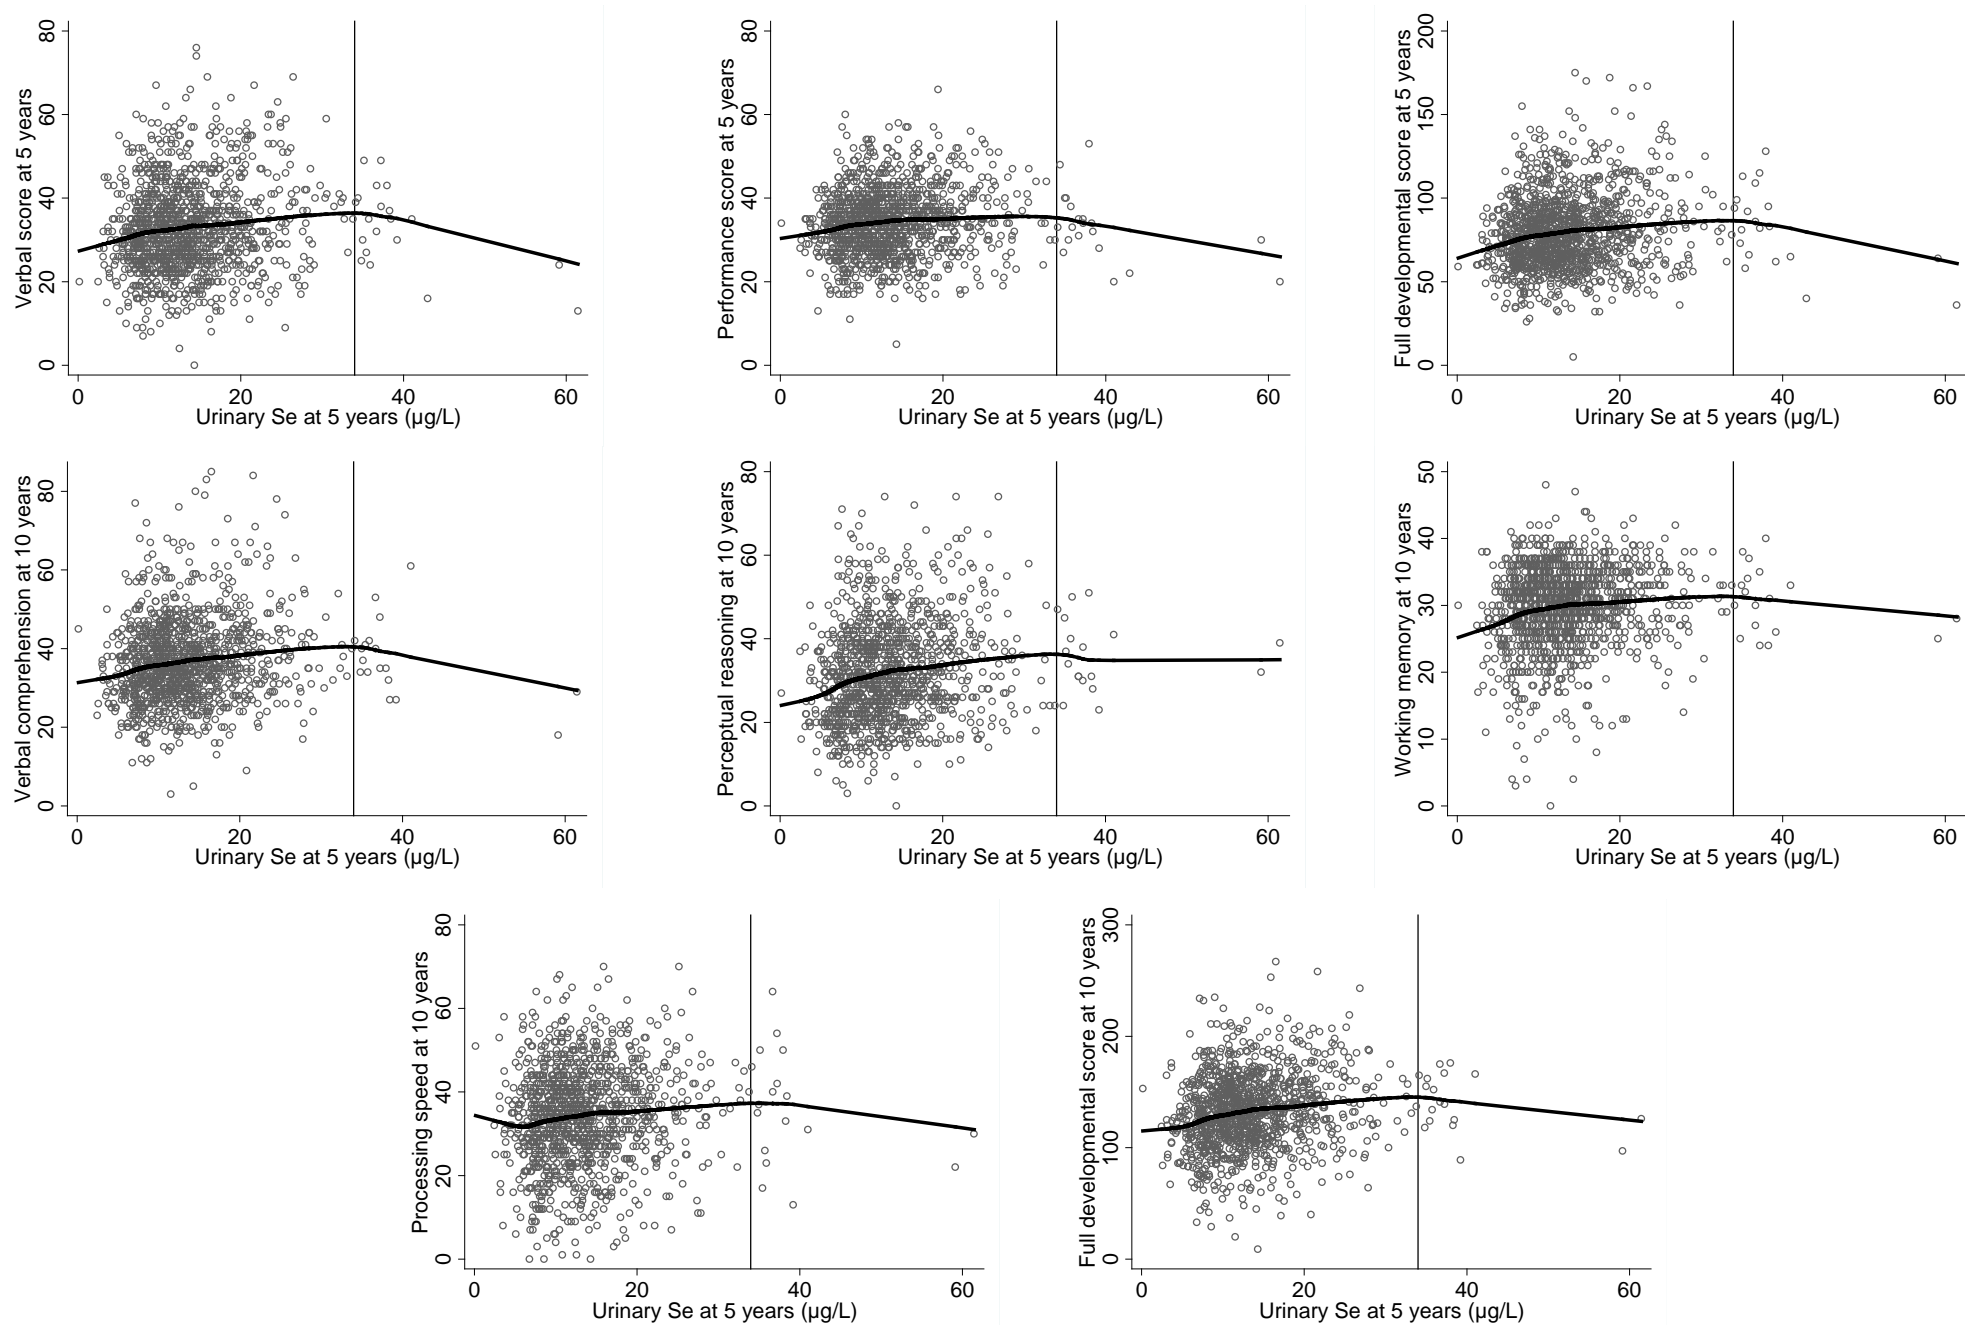 Verbal score at 5 years
80
60
40
20
0
0 20 40 60
Urinary Se at 5 years (µg/L)
Performance score at 5 years
80
60
40
20
0
0 20 40 60
Urinary Se at 5 years (µg/L)
Full developmental score at 5 years
200
150
100
50
0
0 20 40 60
Urinary Se at 5 years (µg/L)
Verbal comprehension at 10 years
80
60
40
20
0
0 20 40 60
Urinary Se at 5 years (µg/L)
Perceptual reasoning at 10 years
80
60
40
20
0
0 20 40 60
Urinary Se at 5 years (µg/L)
Working memory at 10 years
50
40
30
20
10
0
0 20 40 60
Urinary Se at 5 years (µg/L)
Processing speed at 10 years
80
60
40
20
0
0 20 40 60
Urinary Se at 5 years (µg/L)
Full developmental score at 10 years
300
200
100
0
0 20 40 60
Urinary Se at 5 years (µg/L)